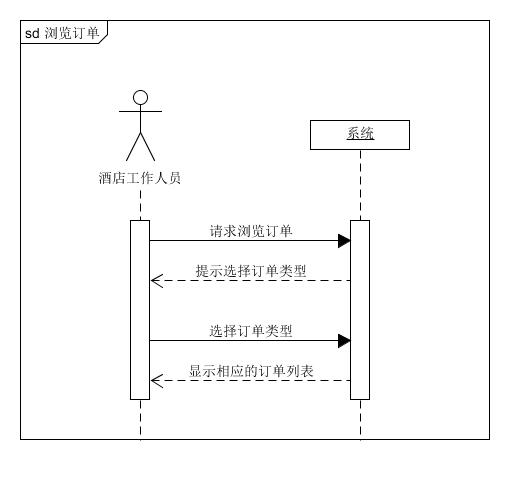 sd 浏览订单
系统
酒店工作人员
请求浏览订单
提示选择订单类型
选择订单类型
显示相应的订单列表